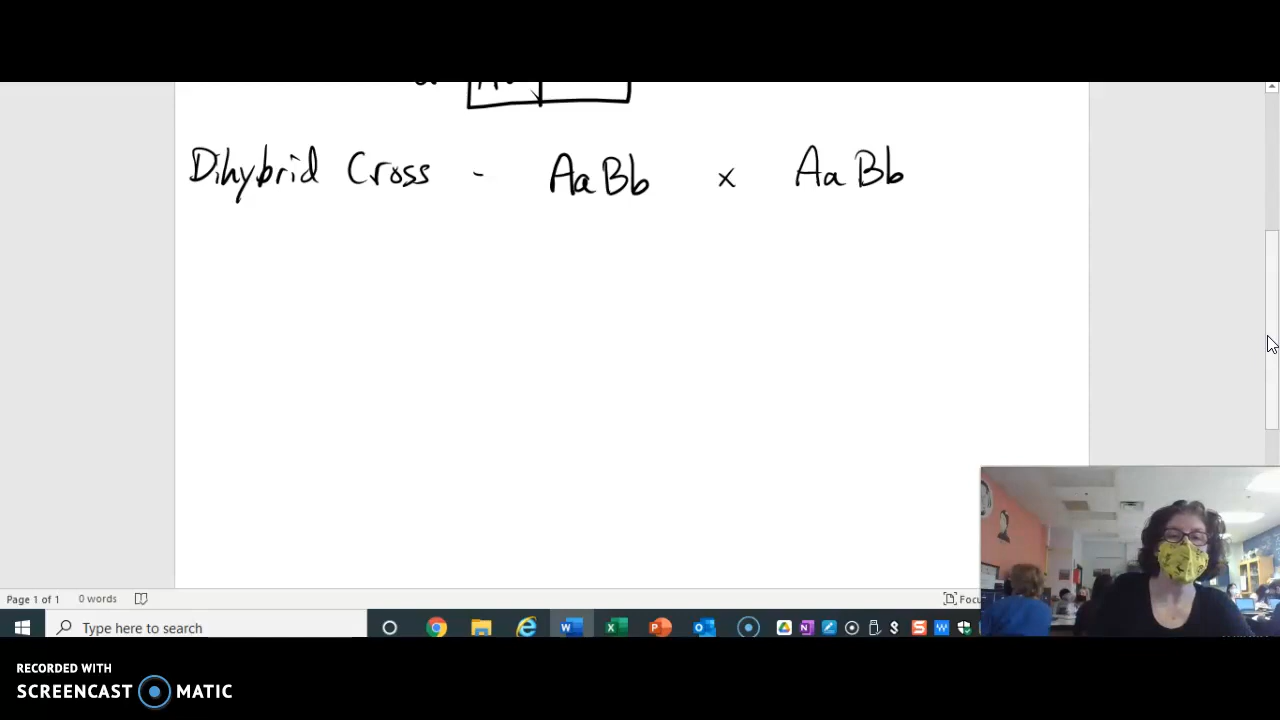 Dihybrid Cross - AaBb x AaBb
Page 1 of 1 0 words
Type here to search
RECORDED WITH
SCREENCAST MATIC